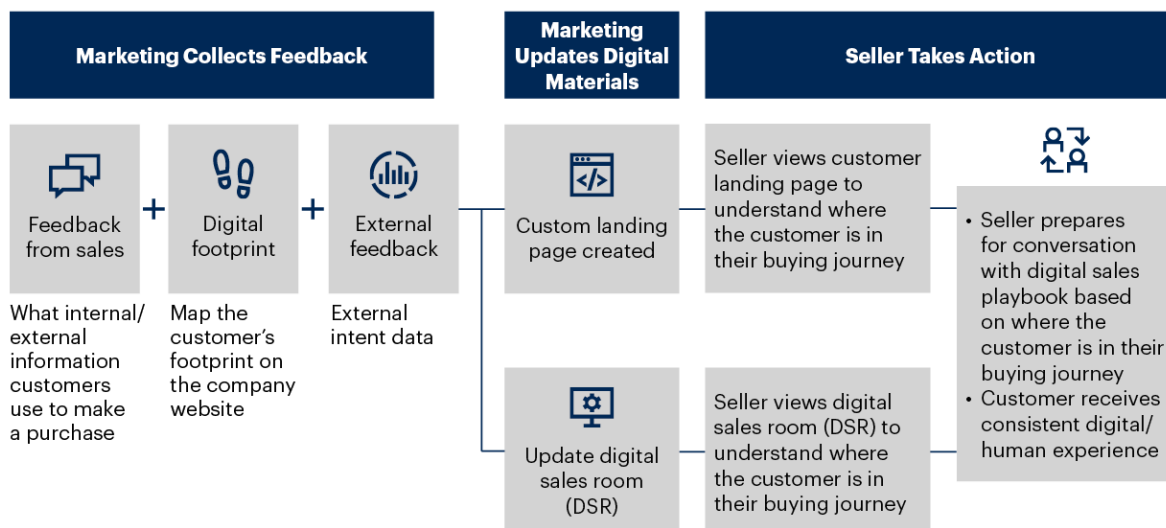 Marketing Collects Feedback
Marketing
Updates Digital
Materials
Seller Takes Action
Feedback
from sales
+
Digital
footprint
+
External
feedback
What internal/
external
information
customers
use to make
a purchase
Map the
customer’s
footprint on
the company
website
External
intent data
</>
Custom landing
page created
Seller views customer
landing page to
understand where
the customer is in
their buying journey
Update digital
sales room
(DSR)
Seller views digital
sales room (DSR) to
understand where
the customer is in
their buying journey
• Seller prepares
for conversation
with digital sales
playbook based
on where the
customer is in their
buying journey
• Customer receives
consistent digital/
human experience